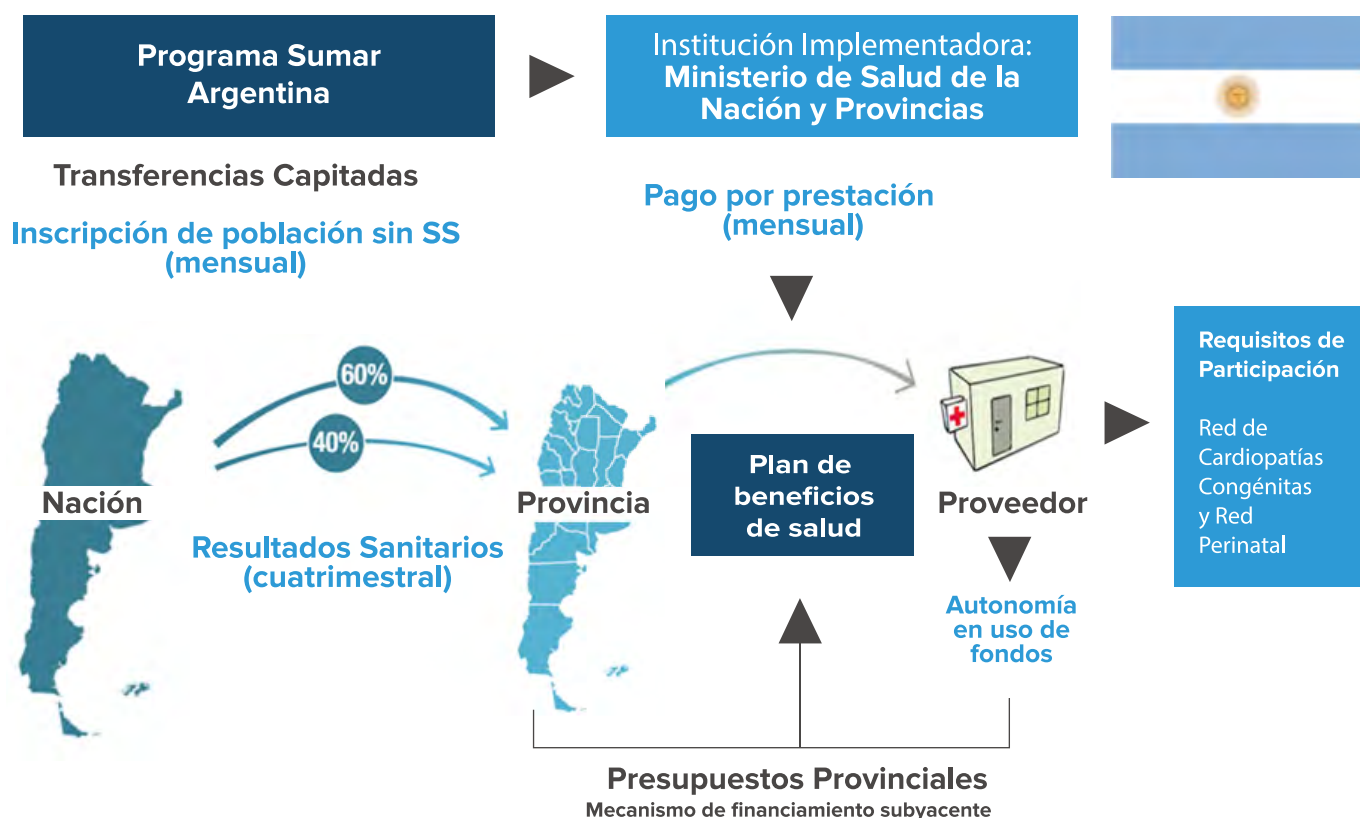 Programa Sumar
Argentina
Institución Implementadora:
Ministerio de Salud de la
Nación y Provincias
Transferencias Capitadas
Inscripción de población sin SS
(mensual)
Pago por prestación
(mensual)
60%
40%
Nación
Provincia
Resultados Sanitarios
(cuatrimestral)
Plan de
beneficios
de salud
Proveedor
Autonomía
en uso de
fondos
Requisitos de
Participación
Red de
Cardiopatías
Congénitas
y Red
Perinatal
Presupuestos Provinciales
Mecanismo de financiamiento subyacente